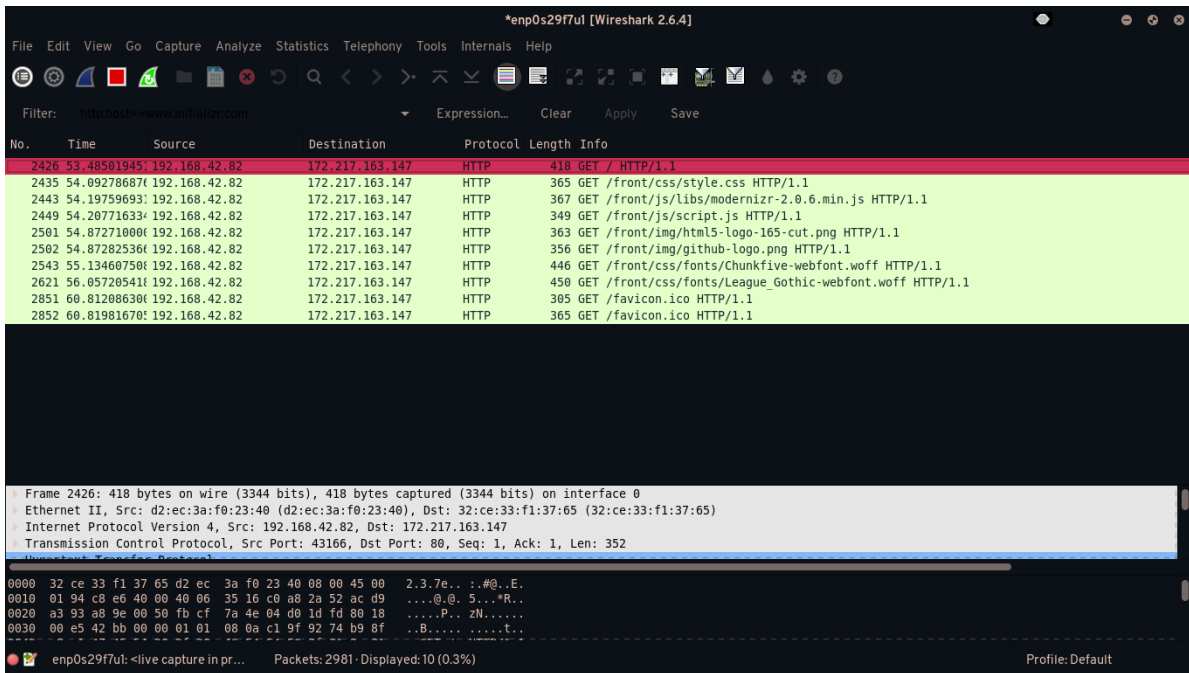 *enp0s29f7u1 [Wireshark 2.6.4]
File Edit View Go Capture Analyze Statistics Telephony Tools Internals Help
Filter: http.host==www.initializr.com Expression... Clear Apply Save
No. Time Source Destination Protocol Length Info
2426 53.48501945 192.168.42.82 172.217.163.147 HTTP 418 GET / HTTP/1.1
2435 54.09278687 192.168.42.82 172.217.163.147 HTTP 365 GET /front/css/style.css HTTP/1.1
2443 54.19759693 192.168.42.82 172.217.163.147 HTTP 367 GET /front/js/libs/modernizr-2.0.6.min.js HTTP/1.1
2449 54.20771633 192.168.42.82 172.217.163.147 HTTP 349 GET /front/js/script.js HTTP/1.1
2501 54.87271000 192.168.42.82 172.217.163.147 HTTP 363 GET /front/img/html5-logo-165-cut.png HTTP/1.1
2502 54.87282536 192.168.42.82 172.217.163.147 HTTP 356 GET /front/img/github-logo.png HTTP/1.1
2543 55.13460750 192.168.42.82 172.217.163.147 HTTP 446 GET /front/css/fonts/Chunkfive-webfont.woff HTTP/1.1
2621 56.05720541 192.168.42.82 172.217.163.147 HTTP 450 GET /front/css/fonts/League_Gothic-webfont.woff HTTP/1.1
2851 60.81208630 192.168.42.82 172.217.163.147 HTTP 305 GET /favicon.ico HTTP/1.1
2852 60.81981670 192.168.42.82 172.217.163.147 HTTP 365 GET /favicon.ico HTTP/1.1
Frame 2426: 418 bytes on wire (3344 bits), 418 bytes captured (3344 bits) on interface 0
Ethernet II, Src: d2:ec:3a:f0:23:40 (d2:ec:3a:f0:23:40), Dst: 32:ce:33:f1:37:65 (32:ce:33:f1:37:65)
Internet Protocol Version 4, Src: 192.168.42.82, Dst: 172.217.163.147
Transmission Control Protocol, Src Port: 43166, Dst Port: 80, Seq: 1, Ack: 1, Len: 352
Hypertext Transfer Protocol
0000 32 ce 33 f1 37 65 d2 ec 3a f0 23 40 08 00 45 00 2.3.7e.. :.#@..E.
0010 01 94 c8 e6 40 00 40 06 35 16 c0 a8 2a 52 ac d9 ....@.@. 5...*R..
0020 a3 93 a8 9e 00 50 fb cf 7a 4e 04 d0 1d fd 80 18 .....P.. zN......
0030 00 e5 42 bb 00 00 01 01 08 0a c1 9f 92 74 b9 8f ..B..... .....t..
enp0s29f7u1: <live capture in pr... Packets: 2981 · Displayed: 10 (0.3%) Profile: Default